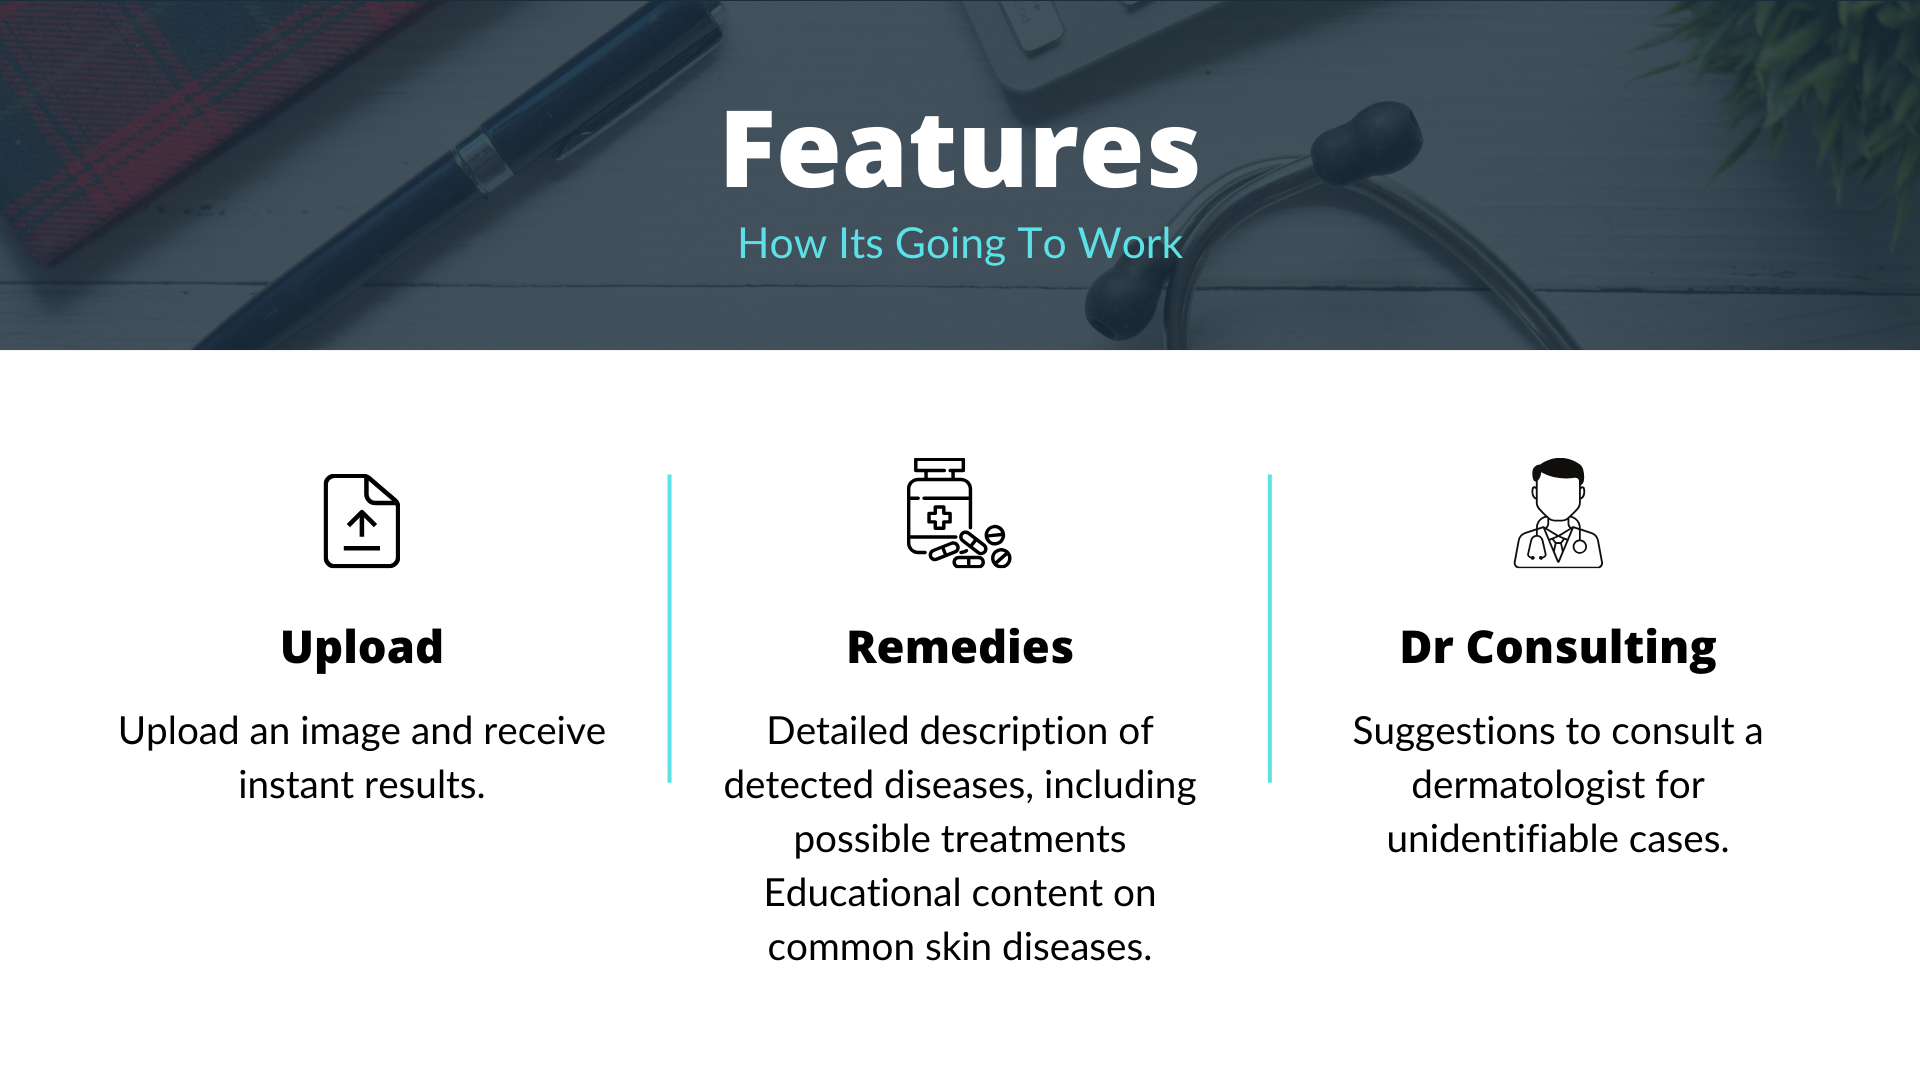 Features
How Its Going To Work
Upload
Upload an image and receive
instant results.
Remedies
Detailed description of
detected diseases, including
possible treatments
Educational content on
common skin diseases.
Dr Consulting
Suggestions to consult a
dermatologist for
unidentifiable cases.